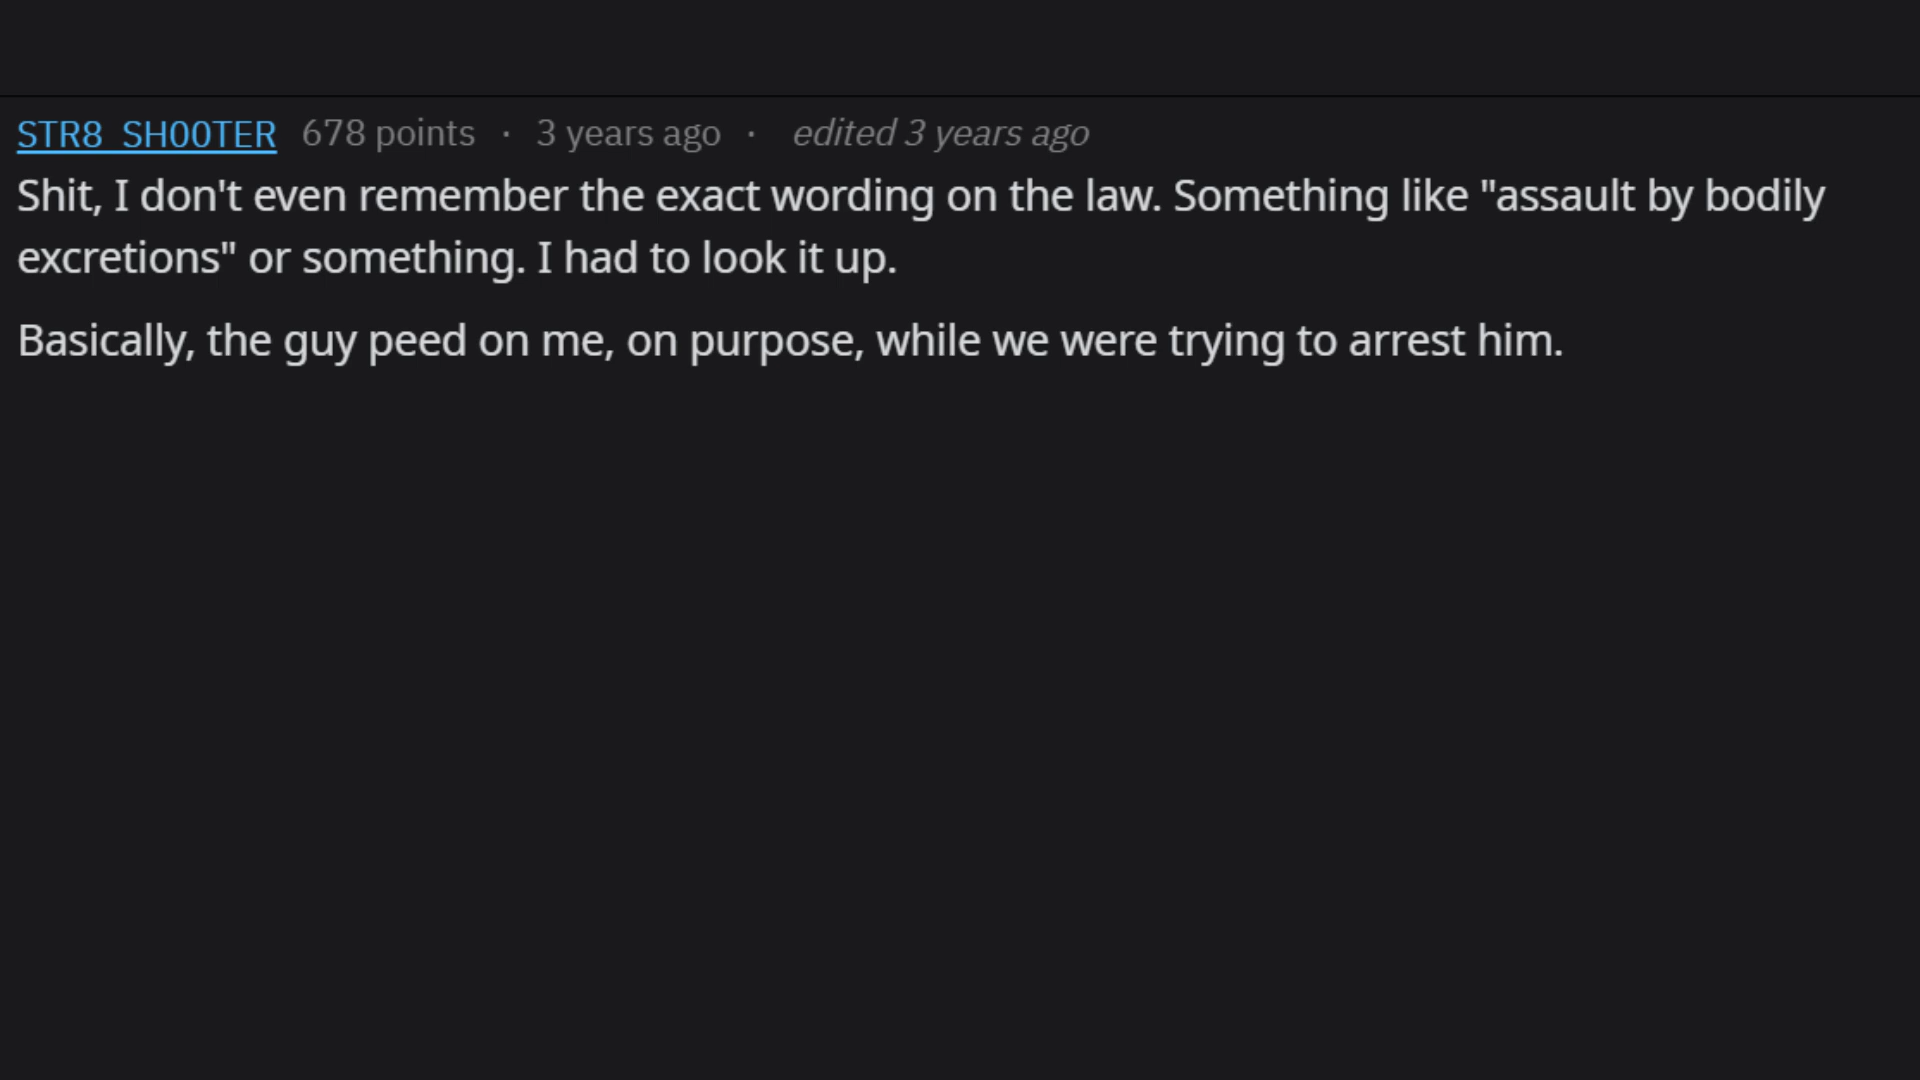 STR8_SH00TER 678 points · 3 years ago · edited 3 years ago
Shit, I don't even remember the exact wording on the law. Something like "assault by bodily
excretions" or something. I had to look it up.
Basically, the guy peed on me, on purpose, while we were trying to arrest him.